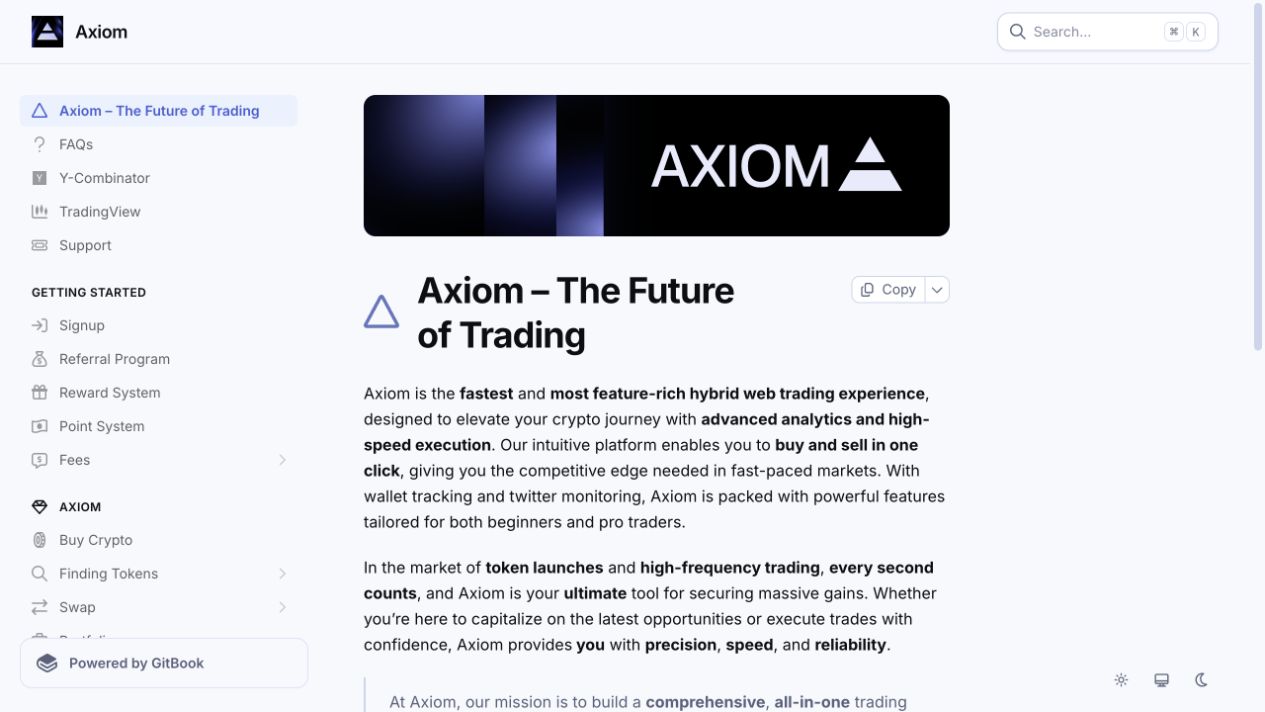 Axiom
Search...
⌘ K
Axiom – The Future of Trading
FAQs
Y-Combinator
TradingView
Support
GETTING STARTED
Signup
Referral Program
Reward System
Point System
Fees
AXIOM
Buy Crypto
Finding Tokens
Swap
Powered by GitBook
AXIOM
Axiom – The Future
of Trading
Copy
Axiom is the fastest and most feature-rich hybrid web trading experience,
designed to elevate your crypto journey with advanced analytics and high-
speed execution. Our intuitive platform enables you to buy and sell in one
click, giving you the competitive edge needed in fast-paced markets. With
wallet tracking and twitter monitoring, Axiom is packed with powerful features
tailored for both beginners and pro traders.
In the market of token launches and high-frequency trading, every second
counts, and Axiom is your ultimate tool for securing massive gains. Whether
you’re here to capitalize on the latest opportunities or execute trades with
confidence, Axiom provides you with precision, speed, and reliability.
At Axiom, our mission is to build a comprehensive, all-in-one trading